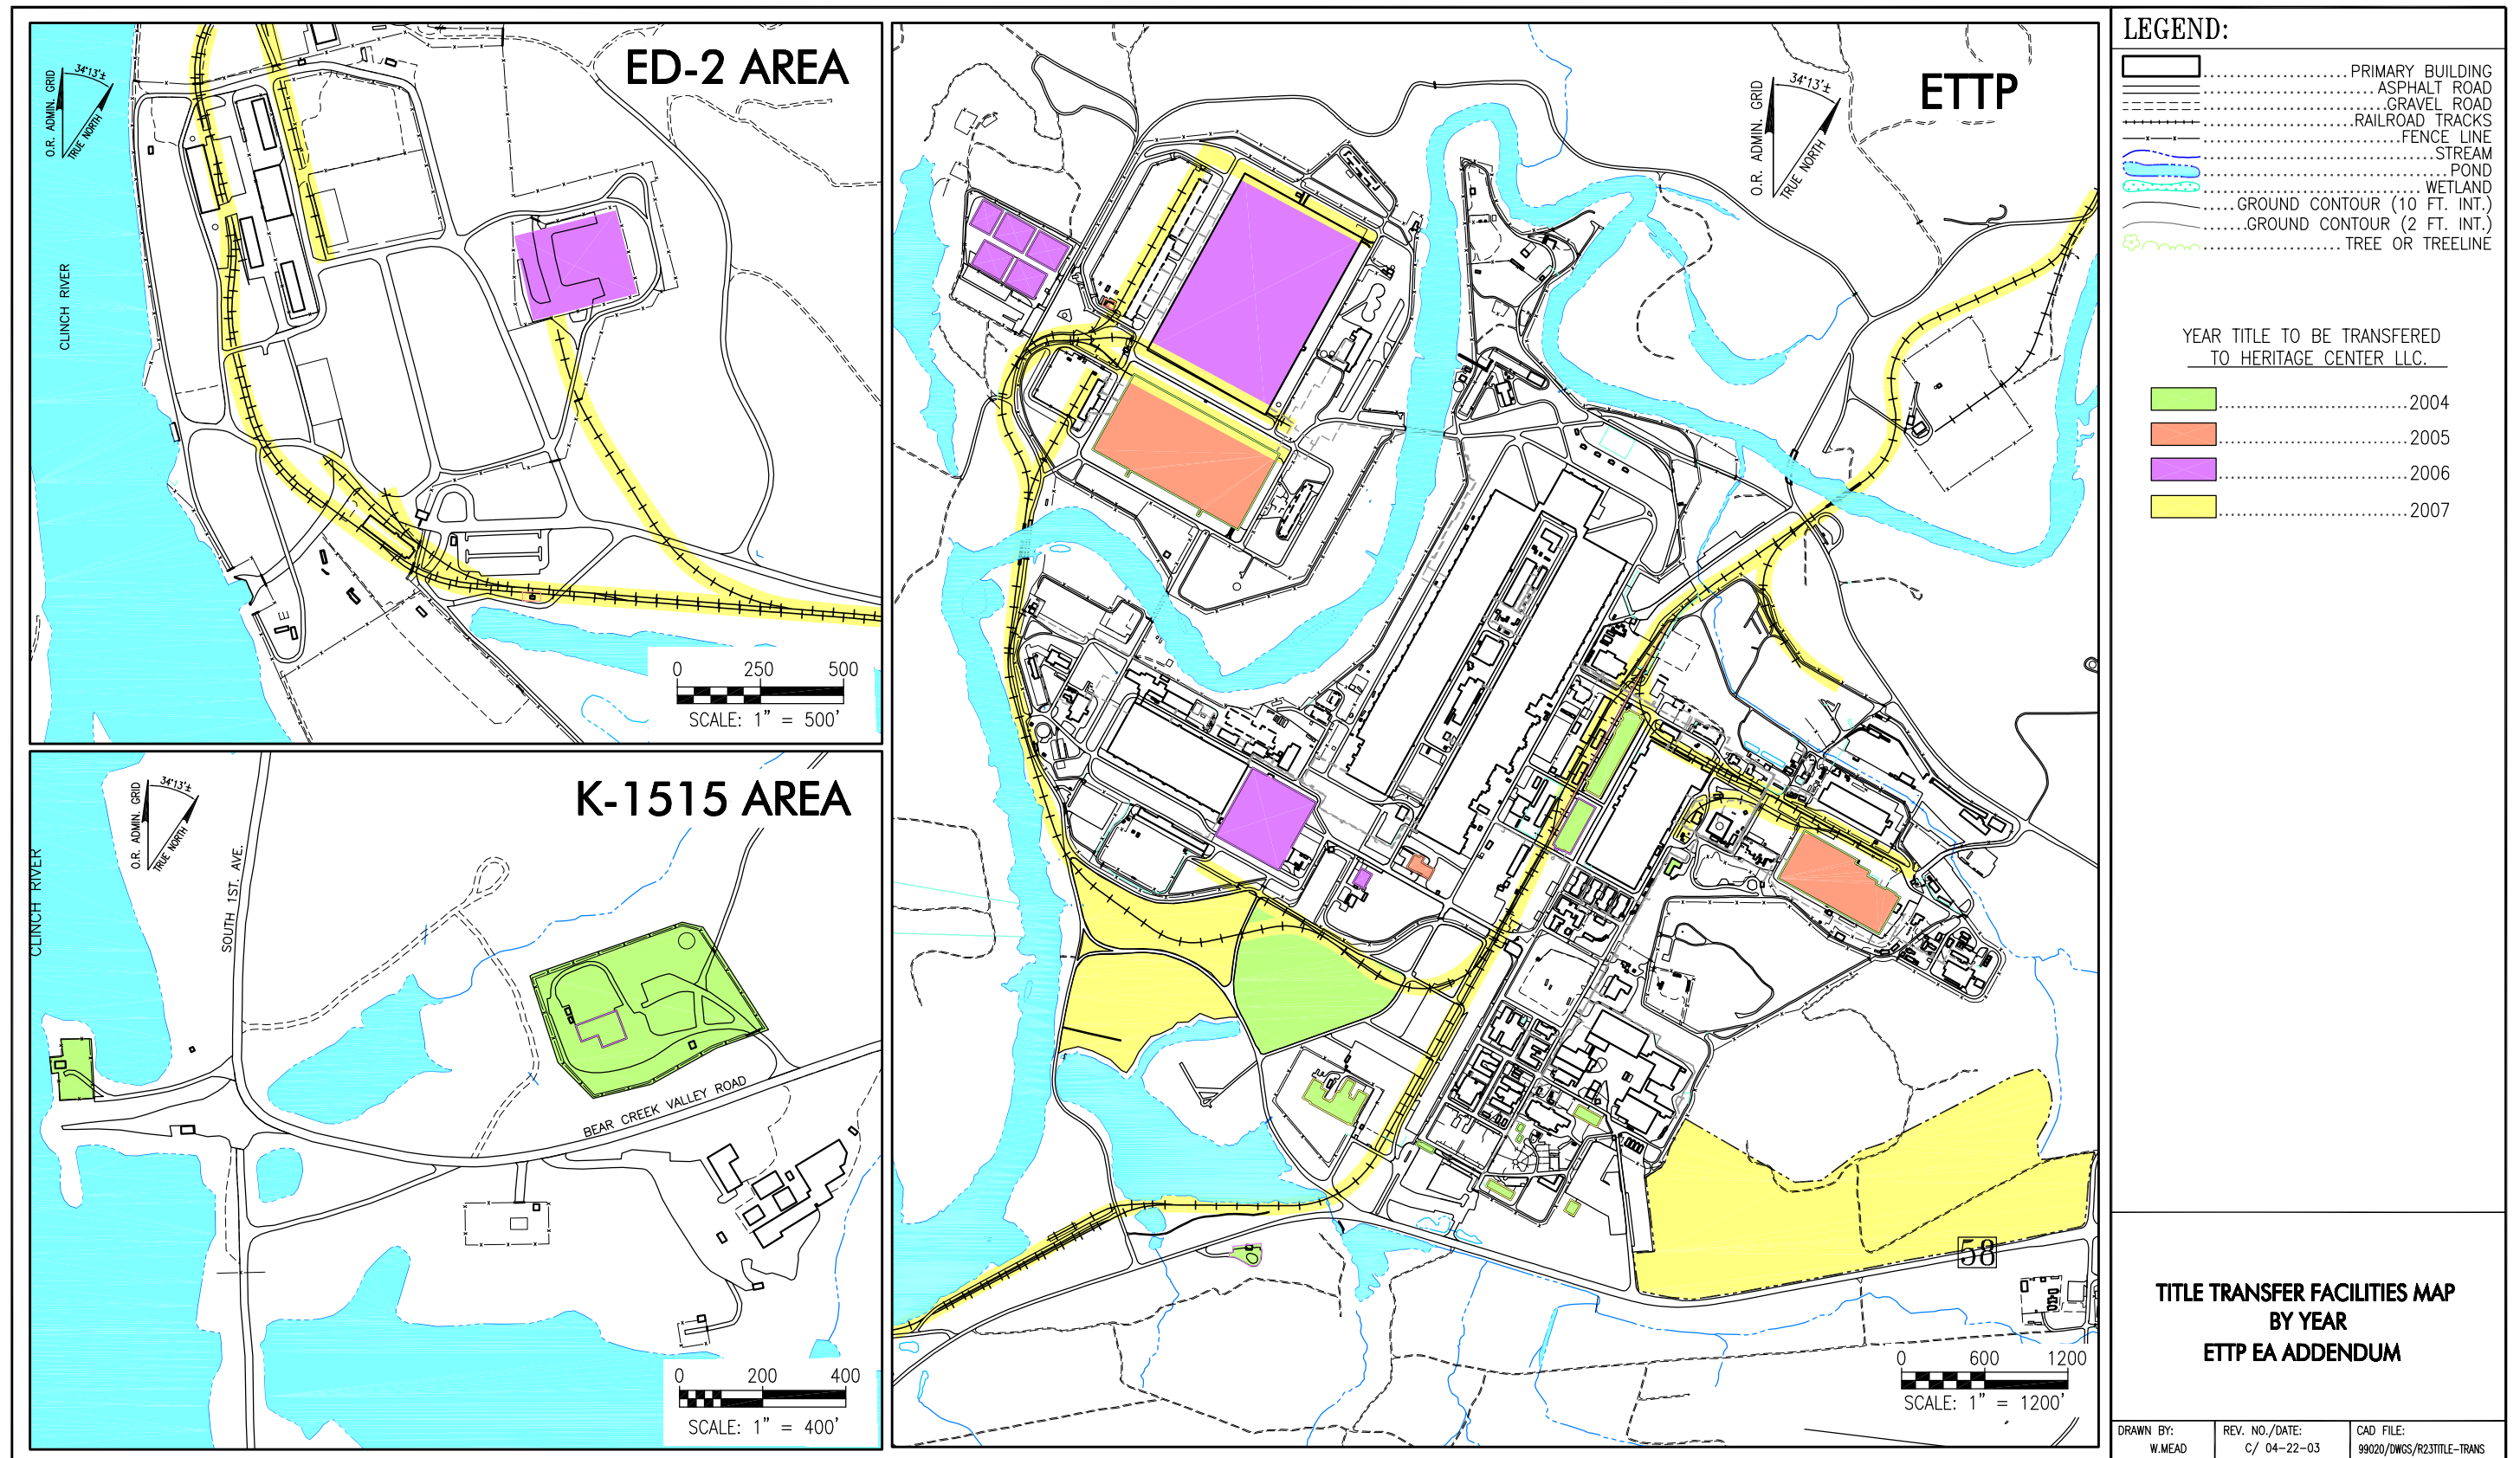 ED-2 AREA
O.R. ADMIN. GRID
34°13'±
TRUE NORTH
CLINCH RIVER
E
0 250 500
SCALE: 1" = 500'
K-1515 AREA
O.R. ADMIN. GRID
34°13'±
TRUE NORTH
CLINCH RIVER
SOUTH 1ST. AVE.
BEAR CREEK VALLEY ROAD
0 200 400
SCALE: 1" = 400'
ETTP
O.R. ADMIN. GRID
34°13'±
TRUE NORTH
58
0 600 1200
SCALE: 1" = 1200'
LEGEND:
PRIMARY BUILDING
ASPHALT ROAD
GRAVEL ROAD
RAILROAD TRACKS
FENCE LINE
STREAM
POND
WETLAND
GROUND CONTOUR (10 FT. INT.)
GROUND CONTOUR (2 FT. INT.)
TREE OR TREELINE
YEAR TITLE TO BE TRANSFERED
TO HERITAGE CENTER LLC.
2004
2005
2006
2007
TITLE TRANSFER FACILITIES MAP
BY YEAR
ETTP EA ADDENDUM
DRAWN BY:
W.MEAD
REV. NO./DATE:
C/ 04-22-03
CAD FILE:
99020/DWGS/R23TITLE-TRANS